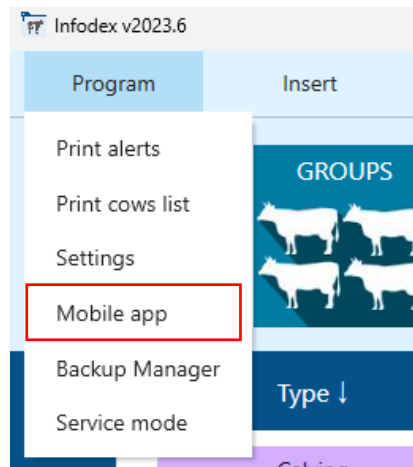 Infodex v2023.6
Program Insert
Print alerts
Print cows list
Settings
Mobile app
Backup Manager
Service mode
GROUPS
Type ↓